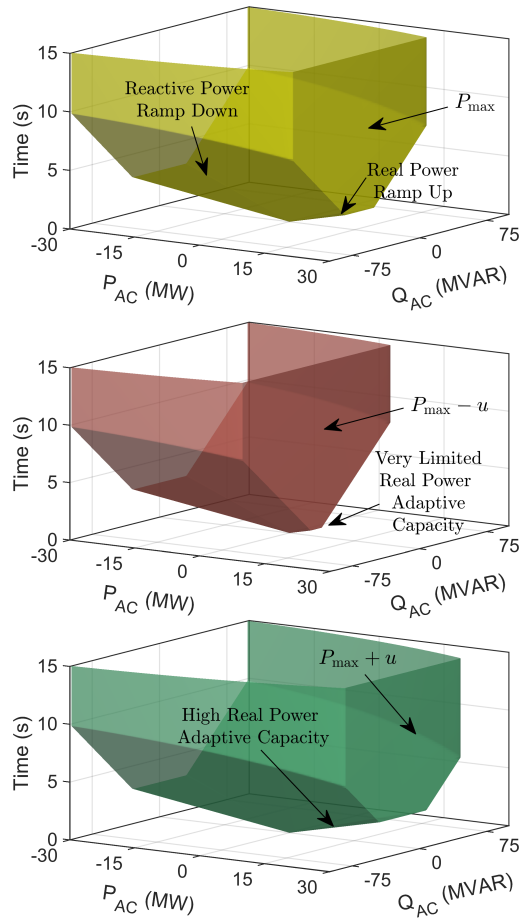 15
10
5
0
Time (s)
Reactive Power
Ramp Down
P_max
Real Power
Ramp Up
-30
-15
0
15
30
P_AC (MW)
-75
0
75
Q_AC (MVAR)
15
10
5
0
Time (s)
P_max − u
Very Limited
Real Power
Adaptive
Capacity
-30
-15
0
15
30
P_AC (MW)
-75
0
75
Q_AC (MVAR)
15
10
5
0
Time (s)
P_max + u
High Real Power
Adaptive Capacity
-30
-15
0
15
30
P_AC (MW)
-75
0
75
Q_AC (MVAR)